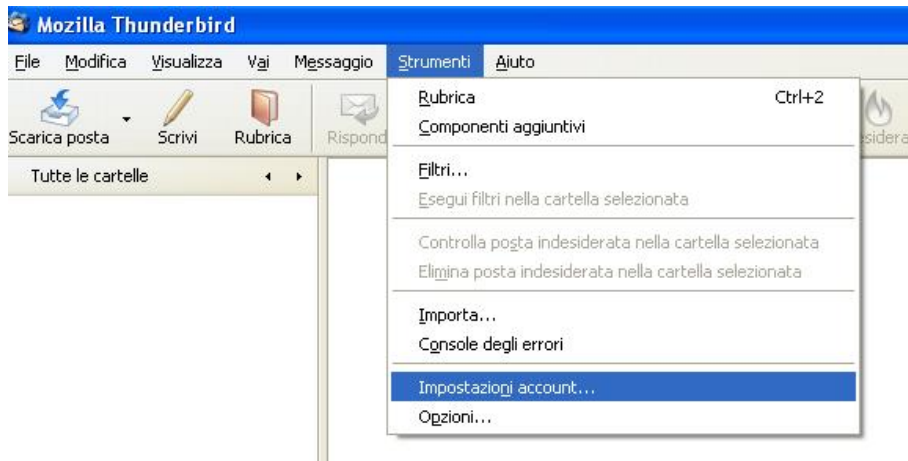 Mozilla Thunderbird
File Modifica Visualizza Vai Messaggio Strumenti Aiuto
Scarica posta Scrivi Rubrica
Tutte le cartelle
Rubrica Ctrl+2
Componenti aggiuntivi
Filtri...
Esegui filtri nella cartella selezionata
Controlla posta indesiderata nella cartella selezionata
Elimina posta indesiderata nella cartella selezionata
Importa...
Console degli errori
Impostazioni account...
Opzioni...